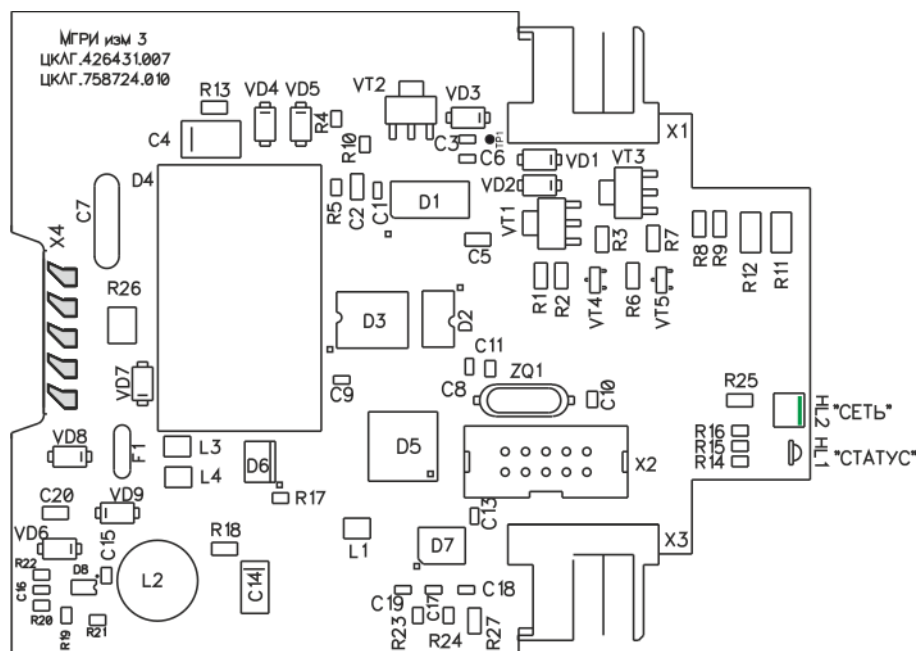 МГРИ изм 3
ЦКЛГ.426431.007
ЦКЛГ.758724.010
R13
VD4
VD5
VT2
VD3
C4
R4
R10
C3
TP1
C6
X1
VD1
VT3
D4
VD2
C7
R5
C2
C1
D1
VT1
X4
C5
R3
R7
R8
R9
R12
R11
R26
R1
R2
VT4
R6
VT5
D3
D2
C11
ZQ1
VD7
C9
C8
C10
R25
HL2 "СЕТЬ"
VD8
F1
L3
D6
D5
R16
R15
R14
HL1 "СТАТУС"
L4
X2
C20
VD9
R17
C13
VD6
C15
R18
L1
D7
X3
R22
D8
L2
C14
C16
C19
C17
C18
R20
R19
R21
R23
R24
R27